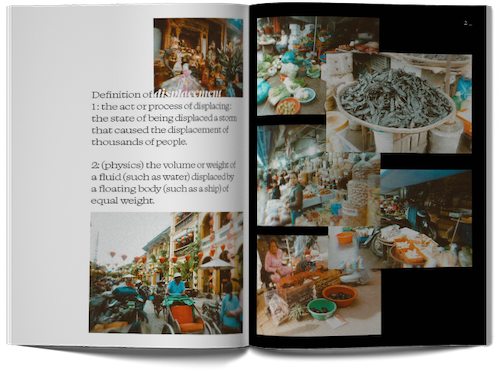 Definition of displacement
1: the act or process of displacing:
the state of being displaced a storm
that caused the displacement of
thousands of people.
2: (physics) the volume or weight of
a fluid (such as water) displaced by
a floating body (such as a ship) of
equal weight.